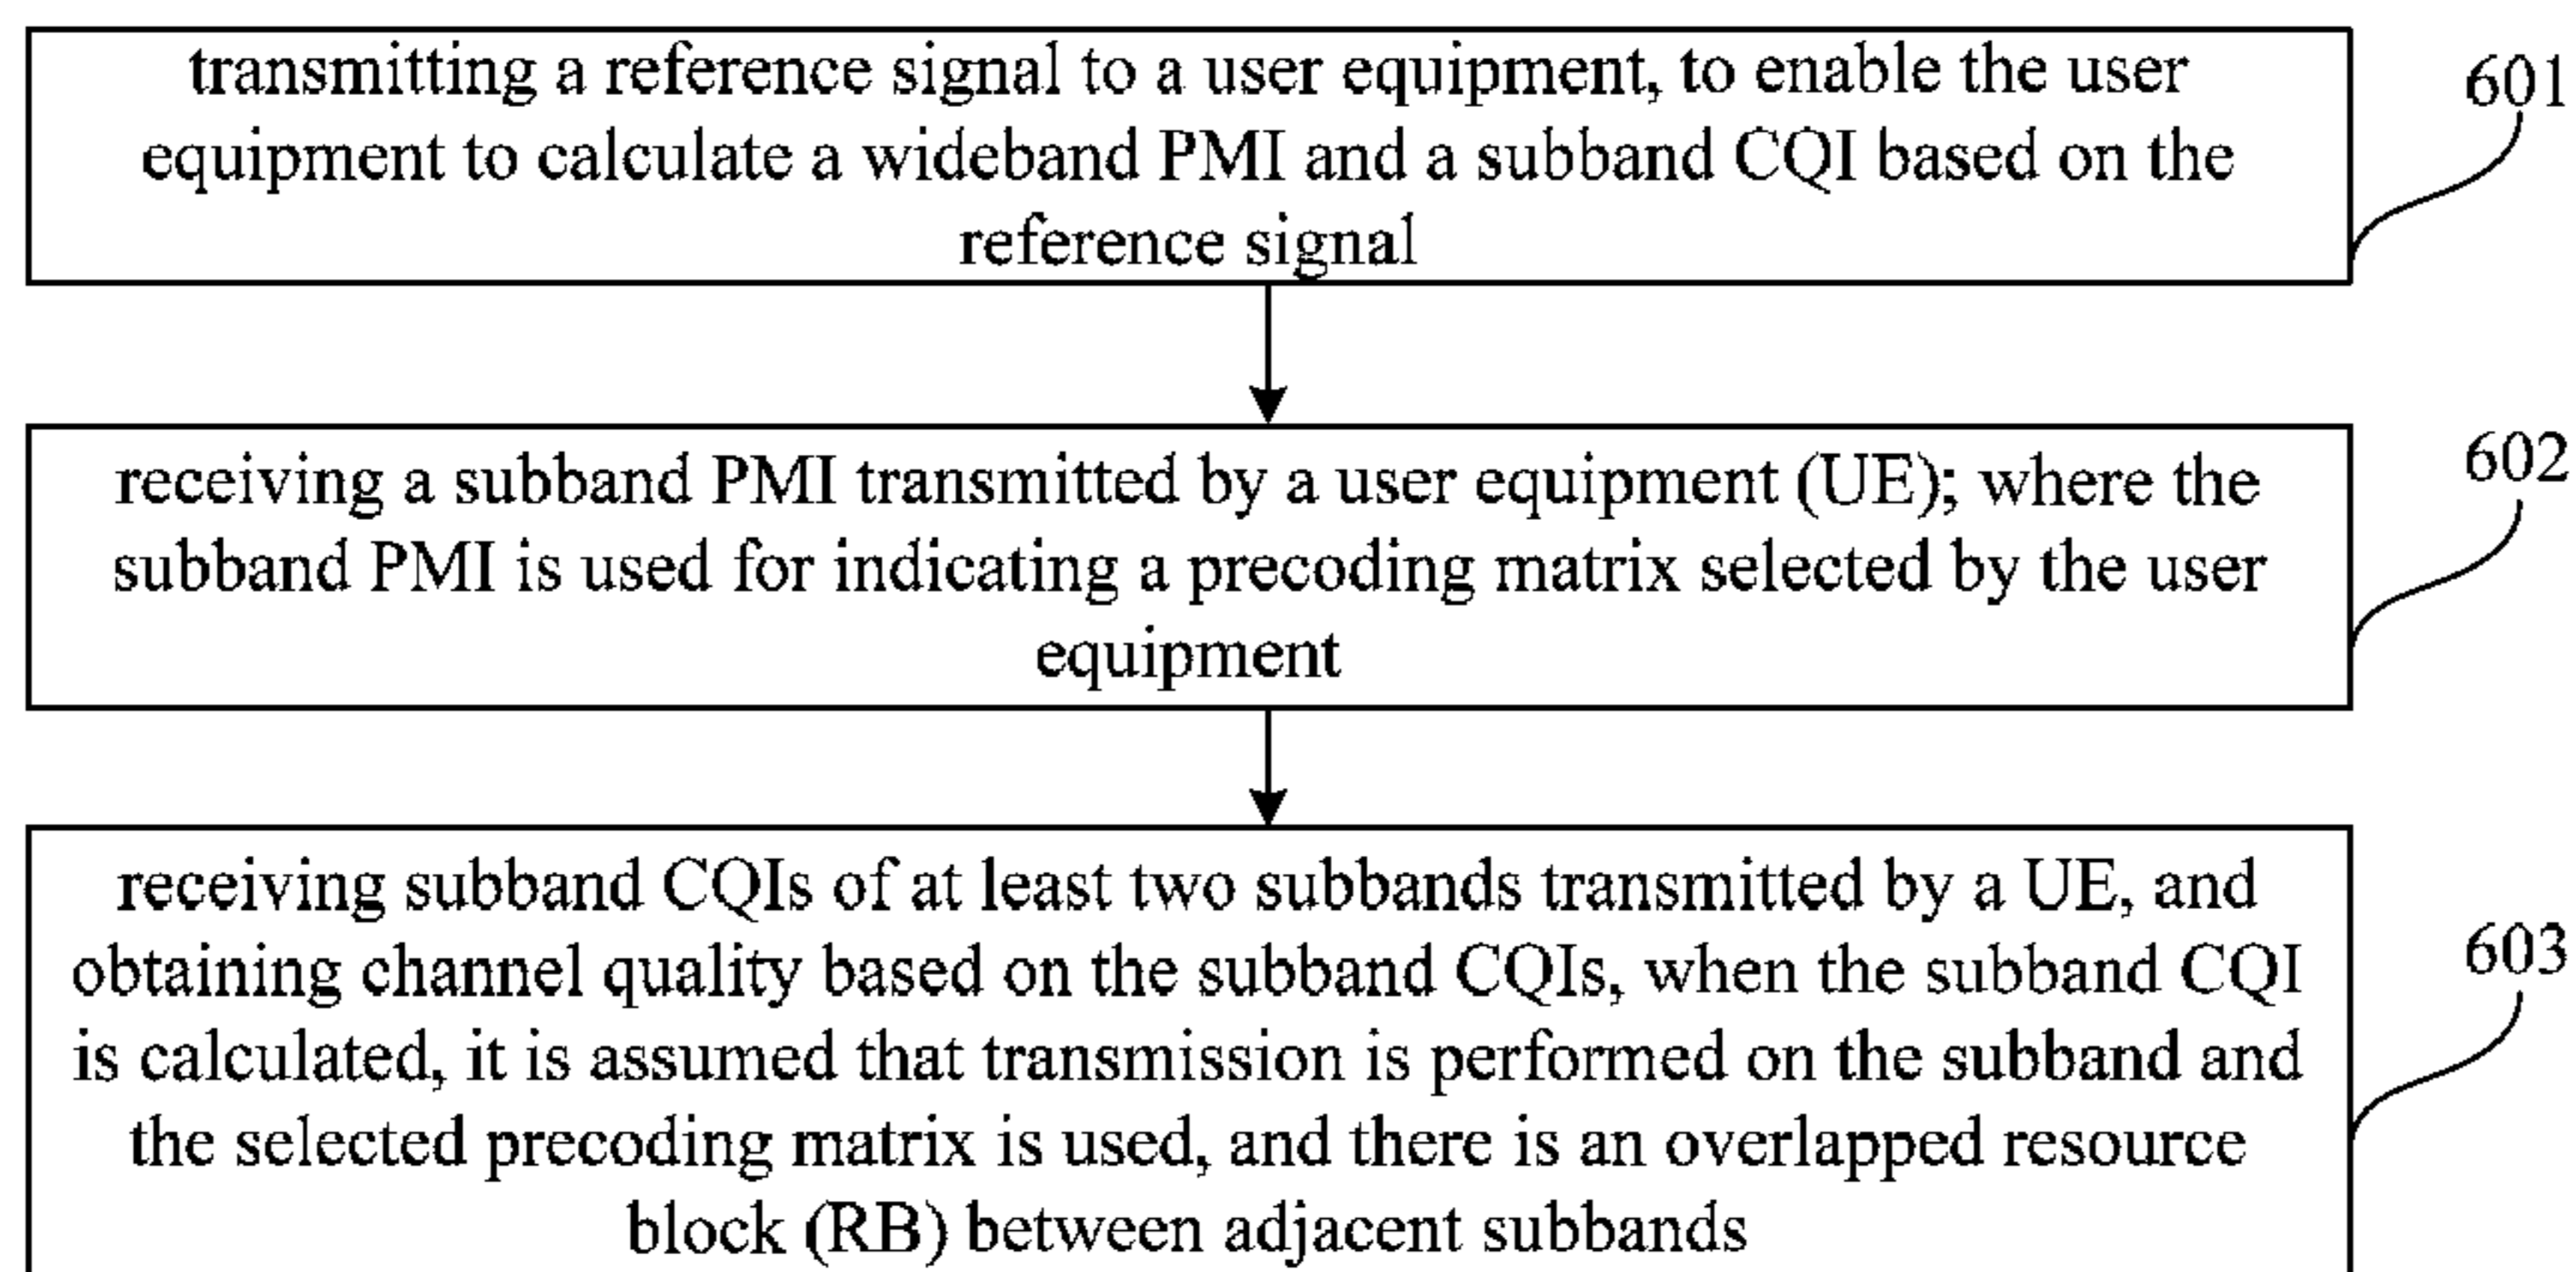 transmitting a reference signal to a user equipment, to enable the user
equipment to calculate a wideband PMI and a subband CQI based on the
reference signal
601
receiving a subband PMI transmitted by a user equipment (UE); where the
subband PMI is used for indicating a precoding matrix selected by the user
equipment
602
receiving subband CQIs of at least two subbands transmitted by a UE, and
obtaining channel quality based on the subband CQIs, when the subband CQI
is calculated, it is assumed that transmission is performed on the subband and
the selected precoding matrix is used, and there is an overlapped resource
block (RB) between adjacent subbands
603